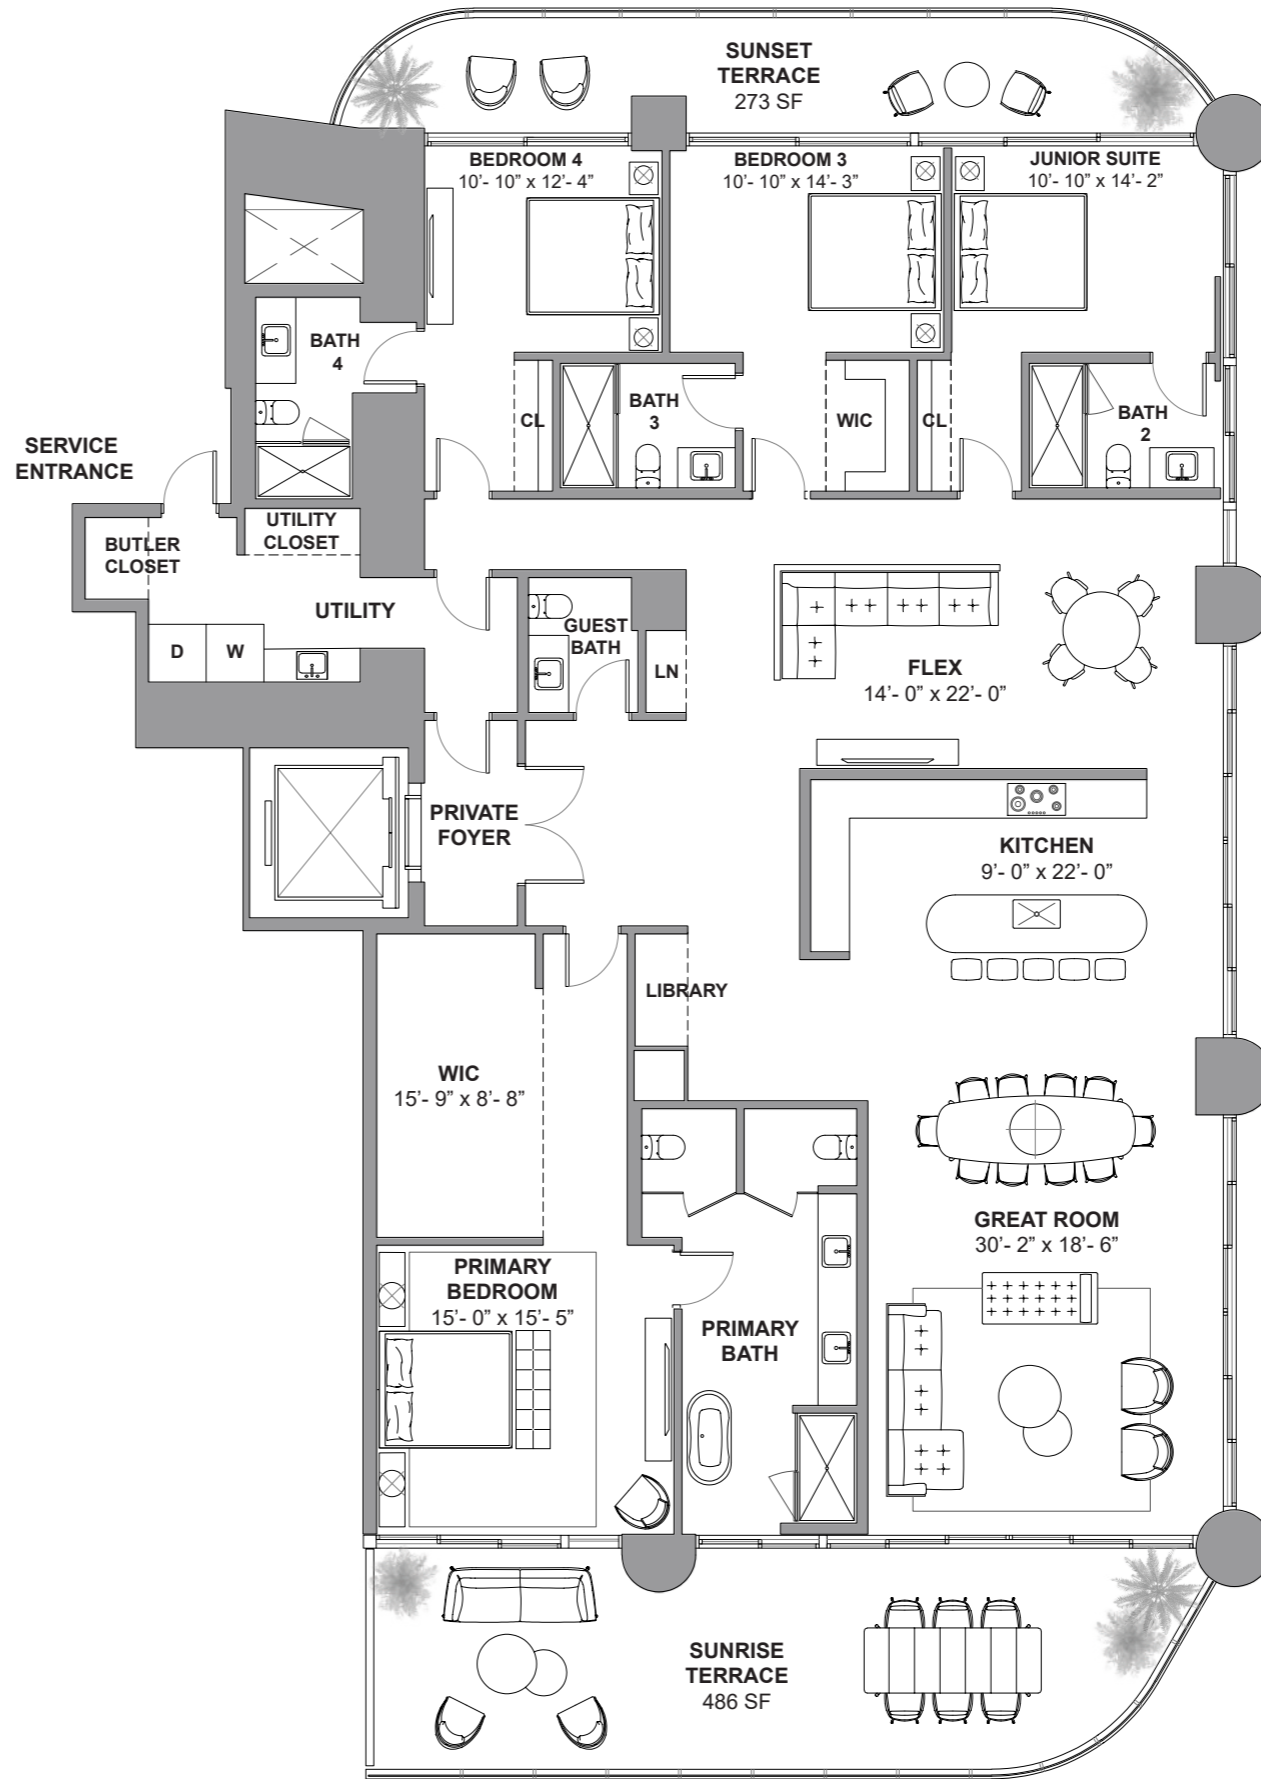 SUNSET
TERRACE
273 SF
BEDROOM 4
10’- 10” x 12’- 4”
BEDROOM 3
10’- 10” x 14’- 3”
JUNIOR SUITE
10’- 10” x 14’- 2”
BATH
4
CL
BATH
3
WIC
CL
BATH
2
SERVICE
ENTRANCE
BUTLER
CLOSET
UTILITY
CLOSET
UTILITY
D
W
GUEST
BATH
LN
FLEX
14’- 0” x 22’- 0”
PRIVATE
FOYER
KITCHEN
9’- 0” x 22’- 0”
LIBRARY
WIC
15’- 9” x 8’- 8”
GREAT ROOM
30’- 2” x 18’- 6”
PRIMARY
BEDROOM
15’- 0” x 15’- 5”
PRIMARY
BATH
SUNRISE
TERRACE
486 SF